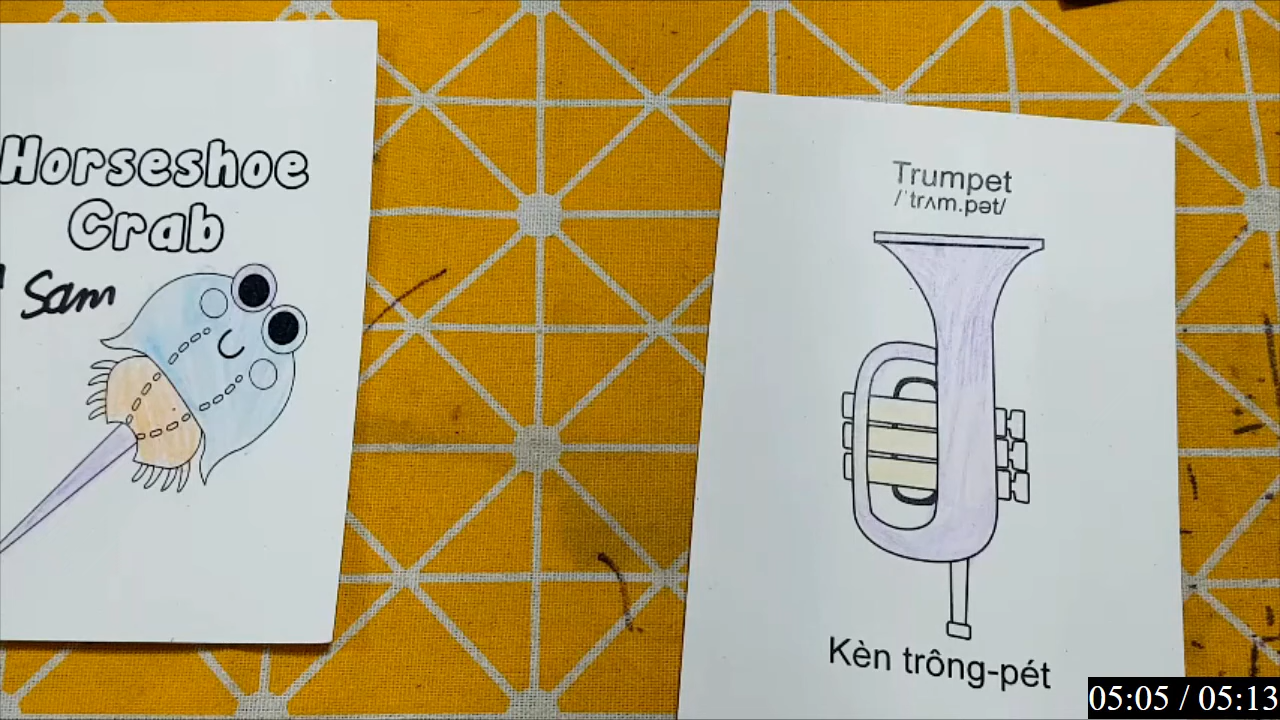 Horseshoe
Crab
Sam
Trumpet
/ˈtrʌm.pət/
Kèn trông-pét
05:05 / 05:13